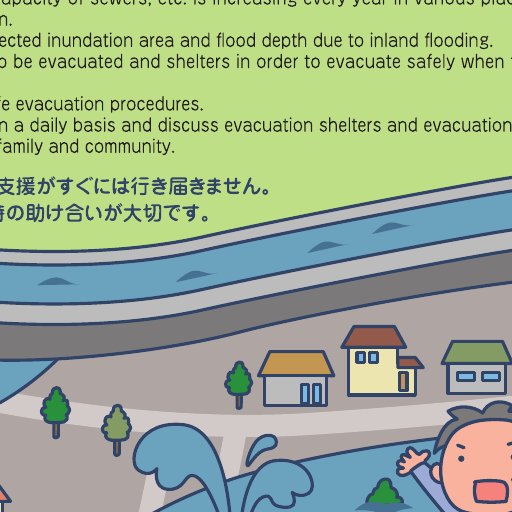 apacity of sewers, etc. is increasing every year in various
n.
ected inundation area and flood depth due to inland flooding.
o be evacuated and shelters in order to evacuate safely when
fe evacuation procedures.
n a daily basis and discuss evacuation shelters and evacuation
family and community.
支援がすぐには行き届きません。
時の助け合いが大切です。